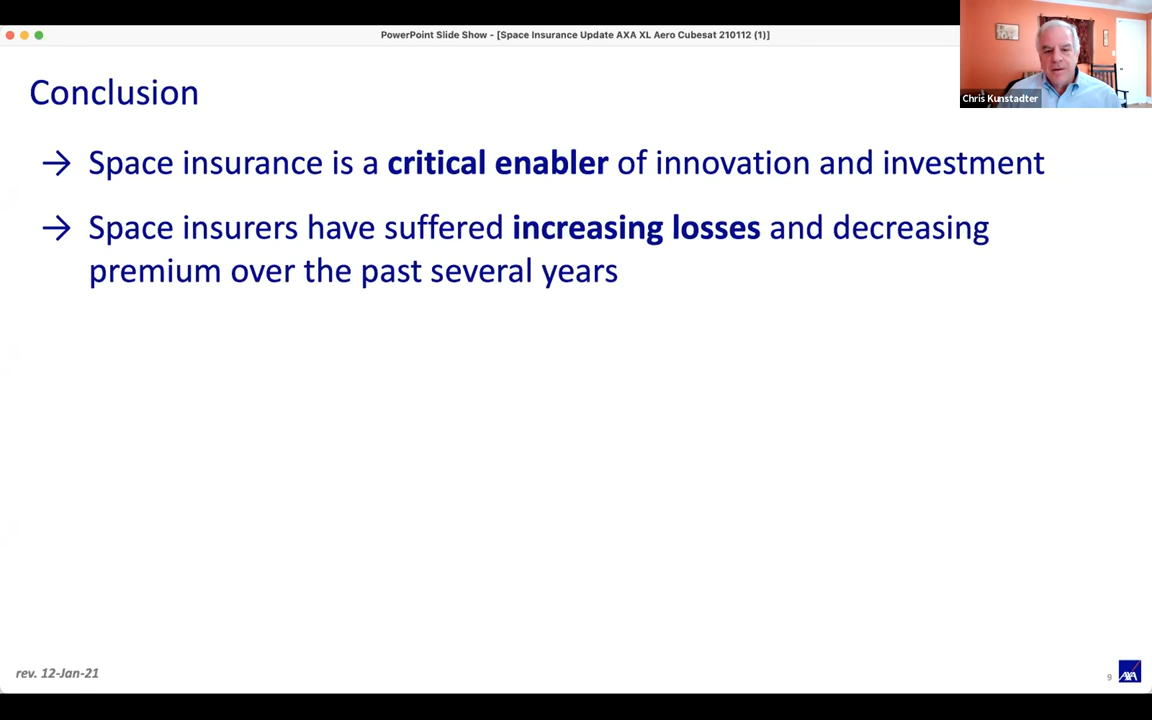 PowerPoint Slide Show - [Space Insurance Update AXA XL Aero Cubesat 210112 (1)]
Chris Kunstadter
Conclusion
→ Space insurance is a critical enabler of innovation and investment
→ Space insurers have suffered increasing losses and decreasing
premium over the past several years
rev. 12-Jan-21
9
AXA